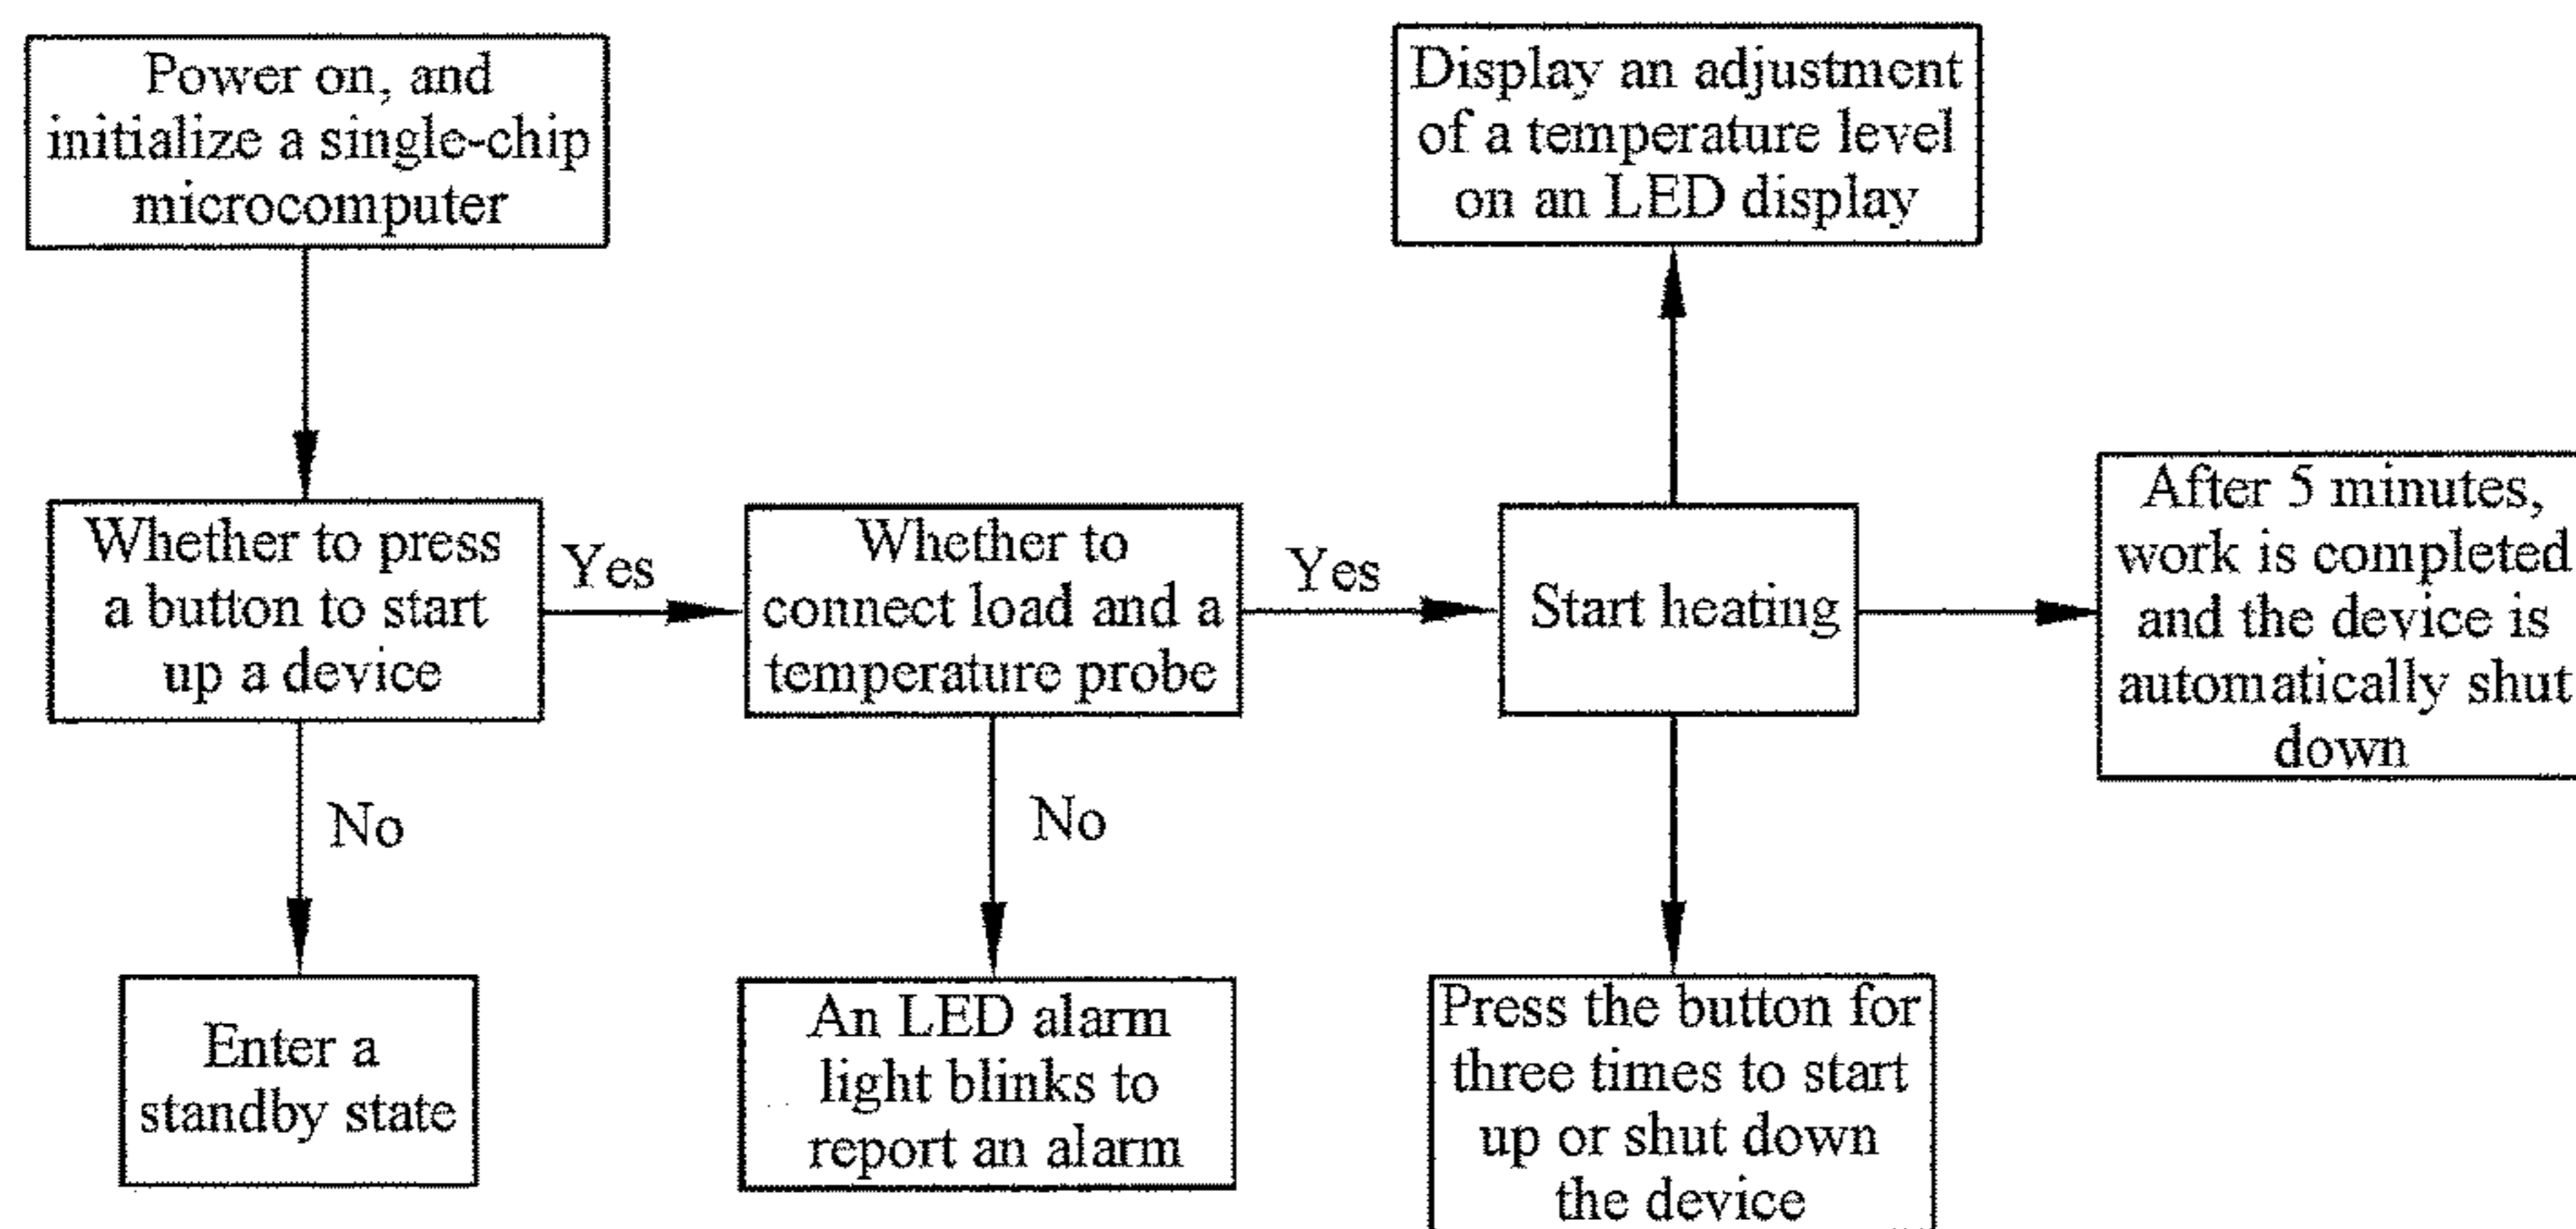 Power on, and
initialize a single-chip
microcomputer
Display an adjustment
of a temperature level
on an LED display
Whether to press
a button to start
up a device
Yes
Whether to
connect load and a
temperature probe
Yes
Start heating
After 5 minutes,
work is completed
and the device is
automatically shut
down
No
No
Enter a
standby state
An LED alarm
light blinks to
report an alarm
Press the button for
three times to start
up or shut down
the device